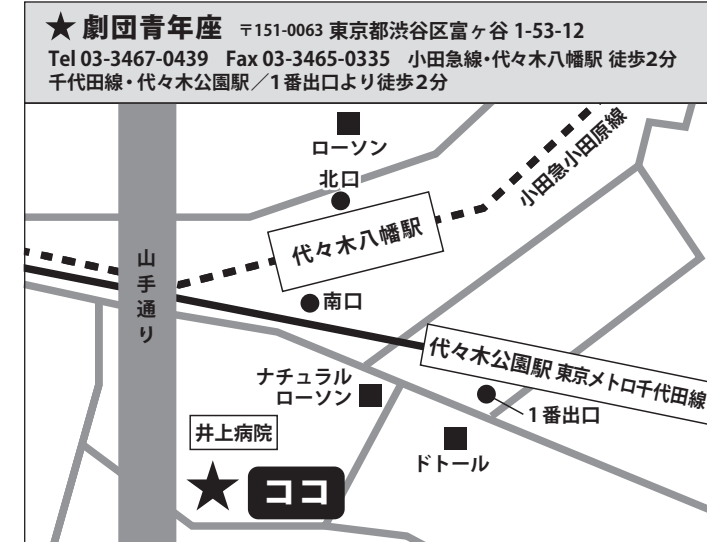 ★ 劇団青年座 〒151-0063 東京都渋谷区富ヶ谷 1-53-12
Tel 03-3467-0439 Fax 03-3465-0335 小田急線・代々木八幡駅 徒歩2分
千代田線・代々木公園駅／1番出口より徒歩2分
ローソン
北口
小田急小田原線
代々木八幡駅
山手通り
南口
代々木公園駅 東京メトロ千代田線
ナチュラル
ローソン
1番出口
井上病院
ドトール
★ ココ